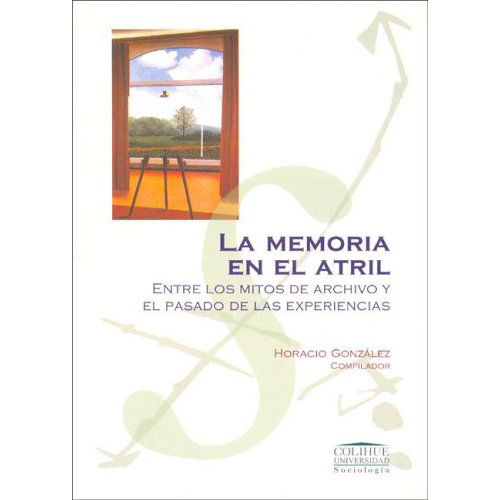 LA MEMORIA
EN EL ATRIL
ENTRE LOS MITOS DE ARCHIVO Y
EL PASADO DE LAS EXPERIENCIAS
HORACIO GONZÁLEZ
COMPILADOR
COLIHUE
UNIVERSIDAD
Sociología